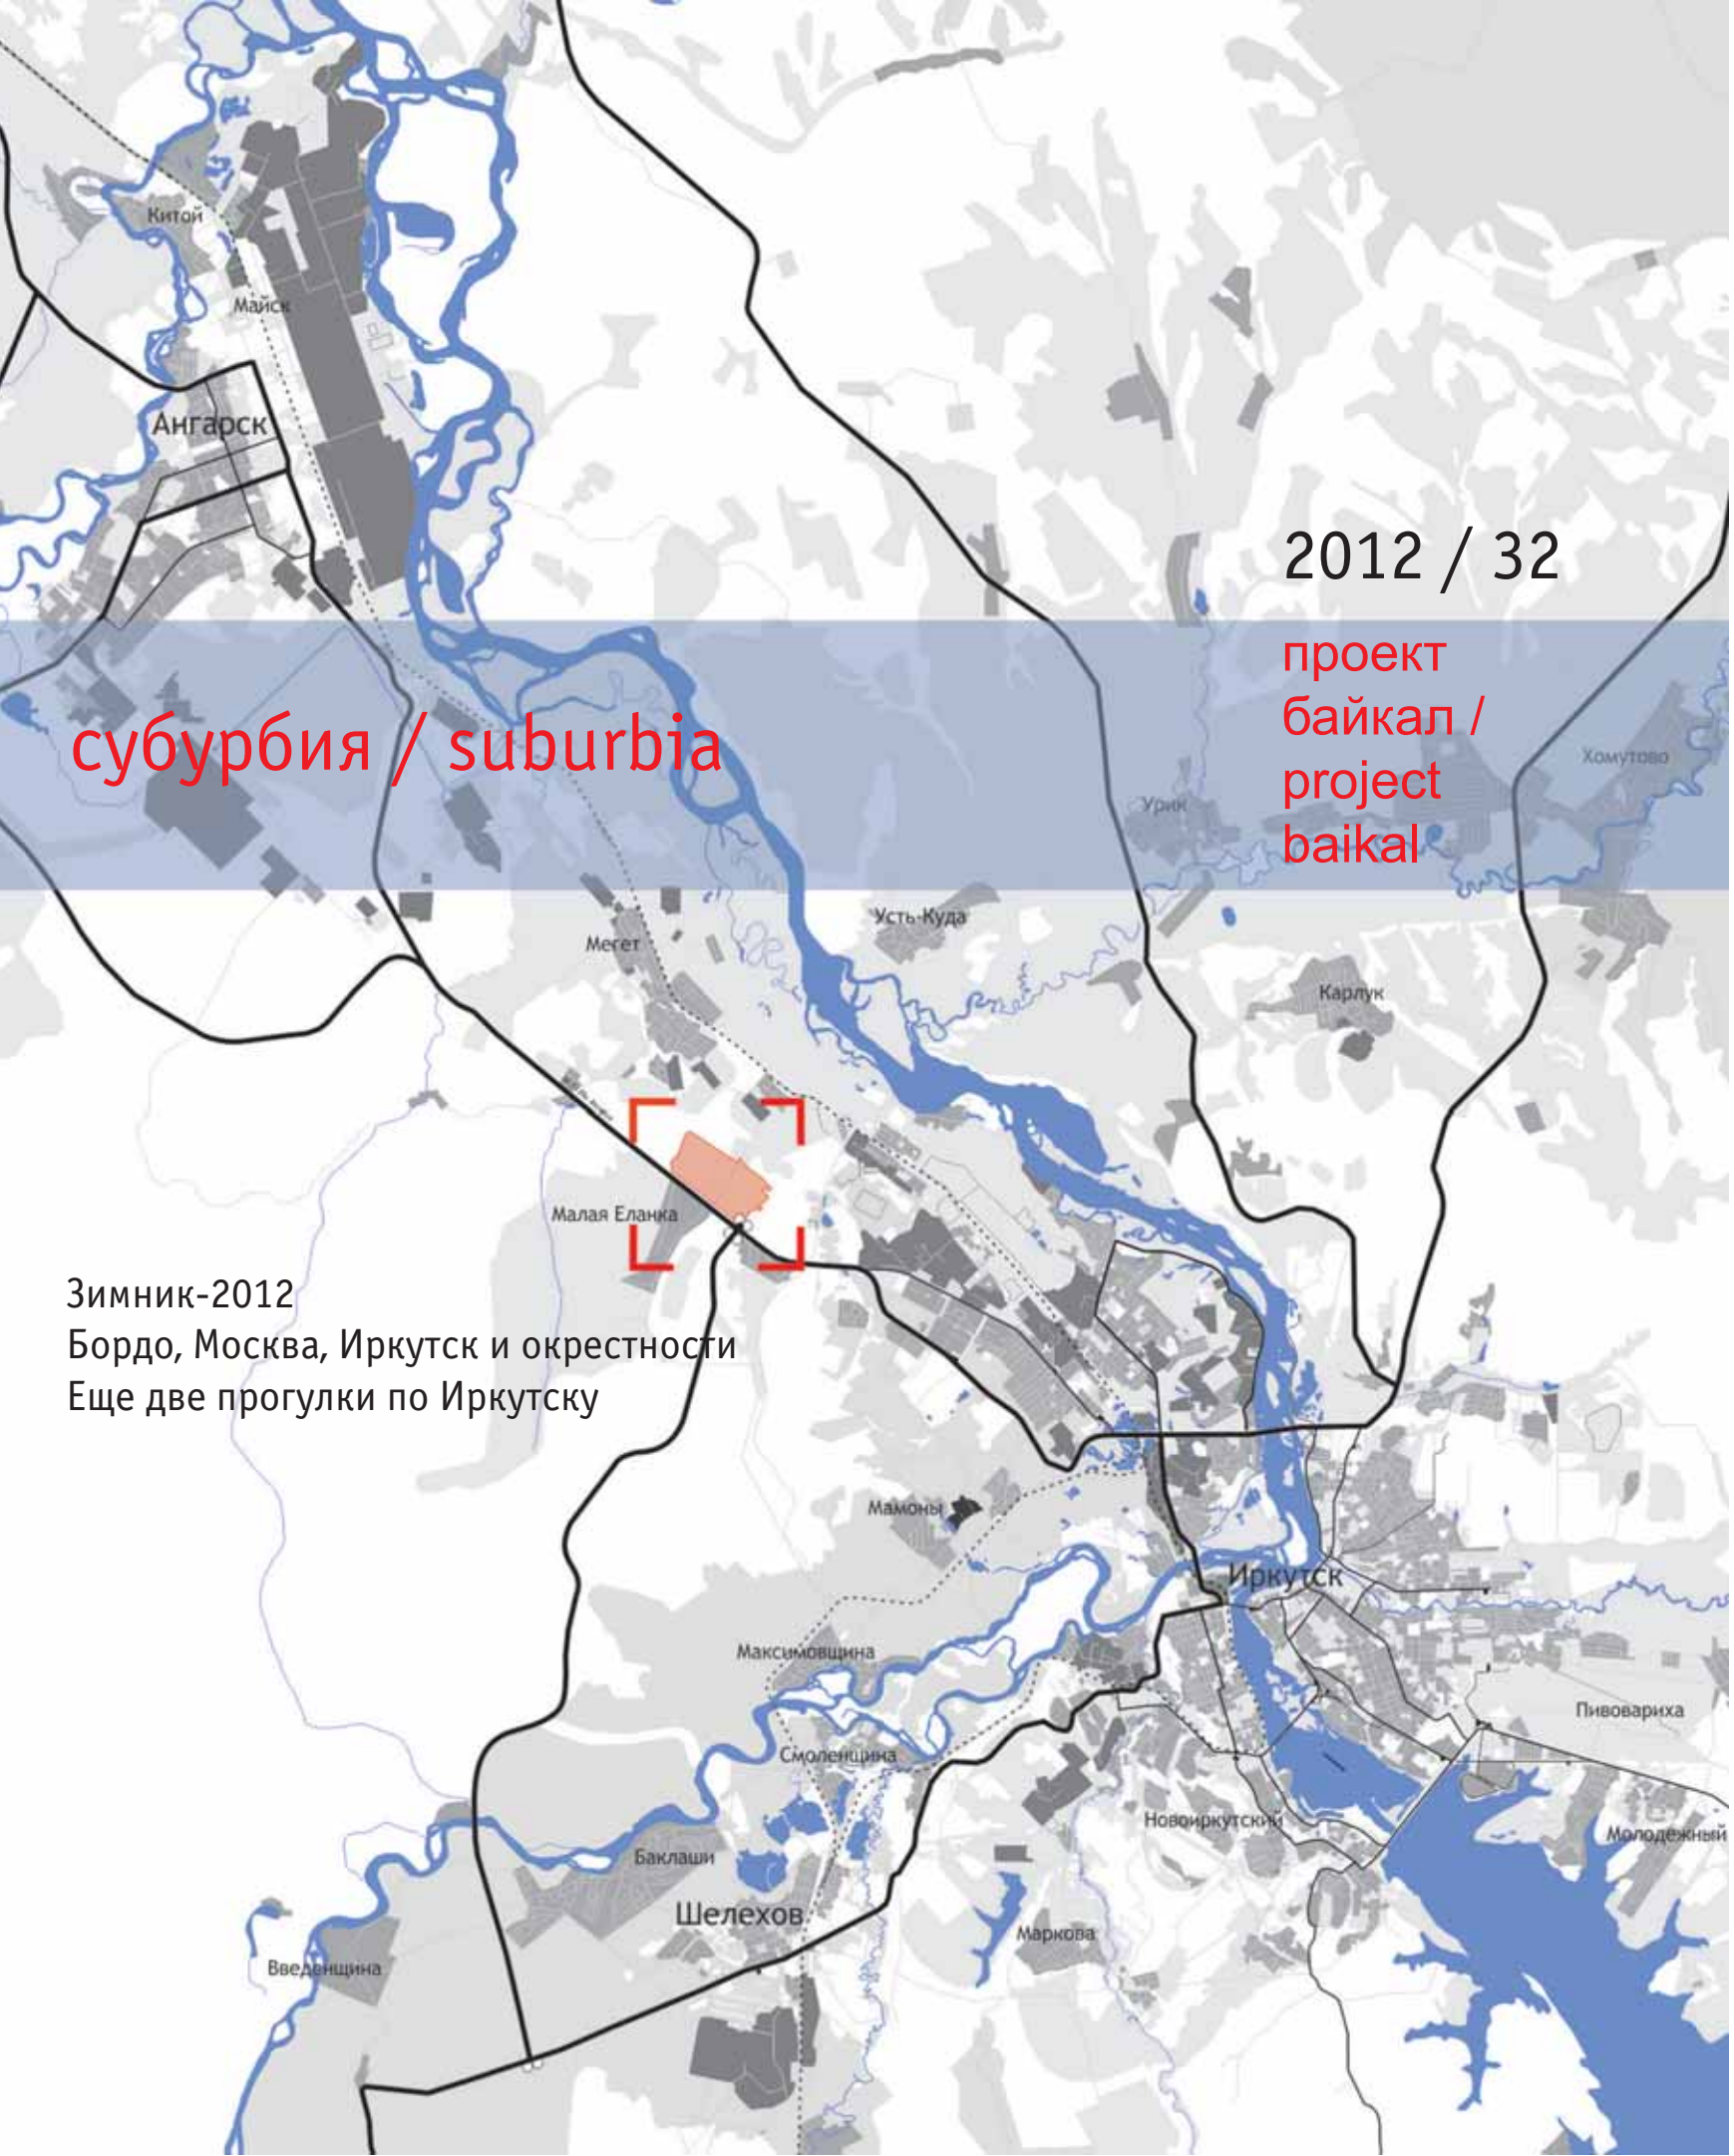 Китой
Майск
Ангарск
2012 / 32
проект
байкал /
project
baikal
субурбия / suburbia
Хомутово
Урик
Усть-Куда
Мегет
Карлук
Малая Еланка
Зимник-2012
Бордо, Москва, Иркутск и окрестности
Еще две прогулки по Иркутску
Мамоны
Иркутск
Максимовщина
Пивовариха
Смоленщина
Новоиркутский
Молодежный
Баклаши
Шелехов
Маркова
Введенщина